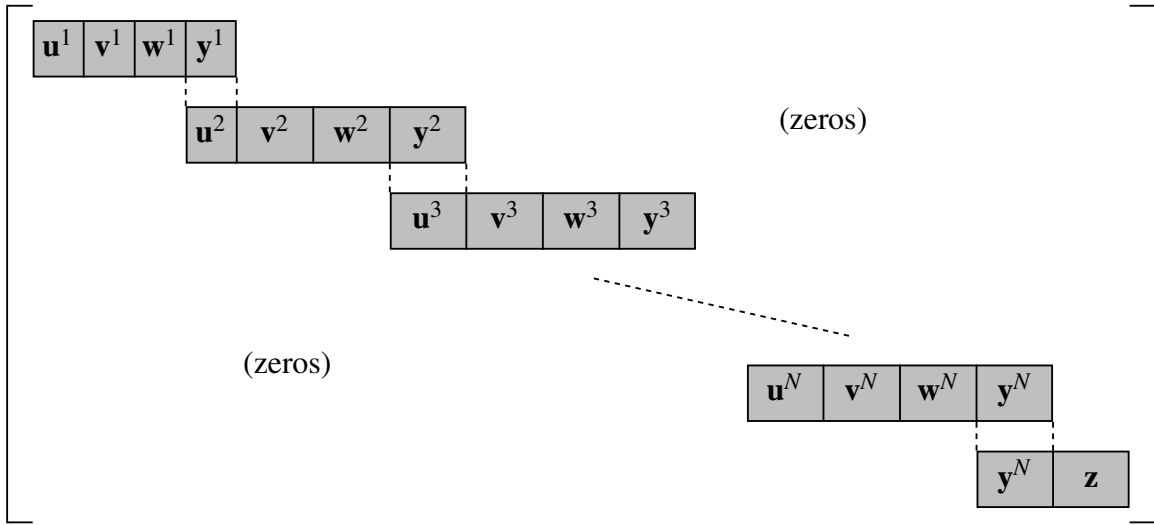 u¹ v¹ w¹ y¹
u² v² w² y²
(zeros)
u³ v³ w³ y³
(zeros)
uᴺ vᴺ wᴺ yᴺ
yᴺ z